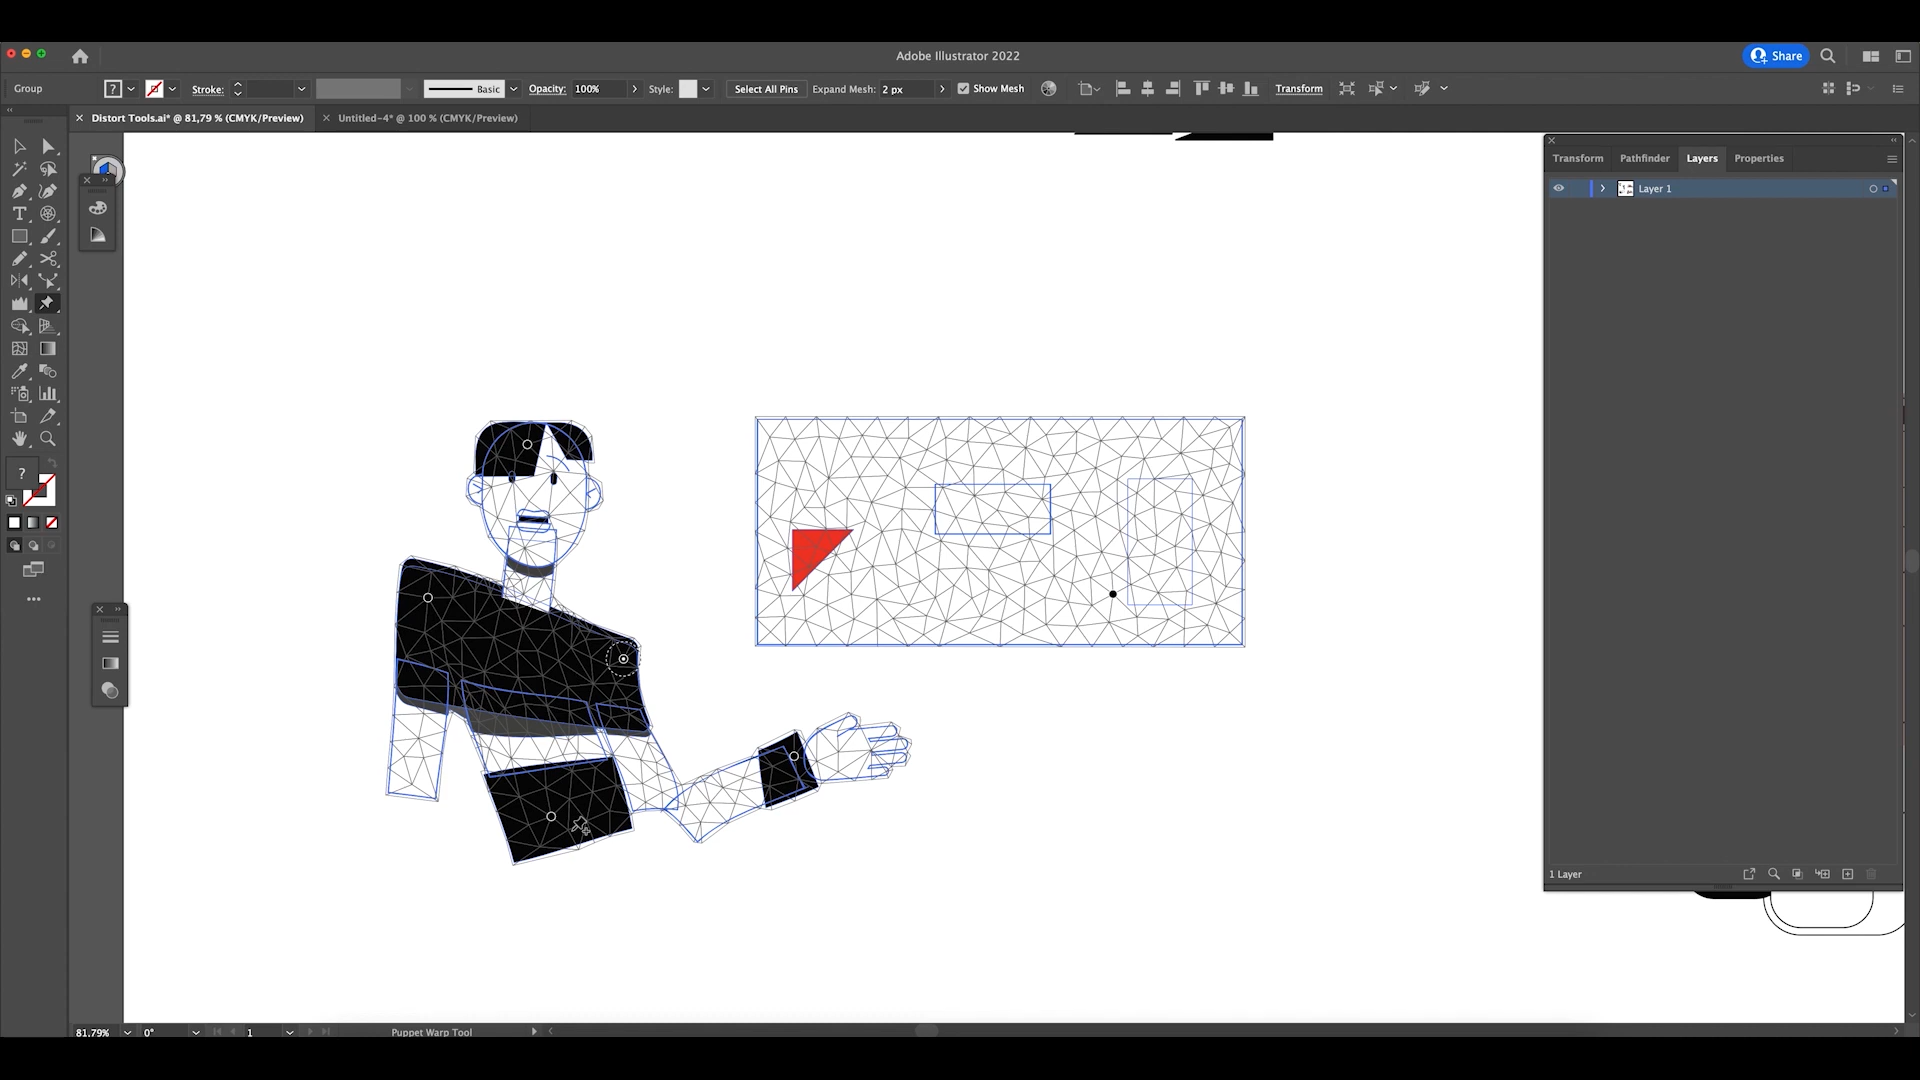 Adobe Illustrator 2022
Share
Group
?
Stroke:
Basic
Opacity: 100%
Style:
Select All Pins
Expand Mesh: 2 px
Show Mesh
Transform
Distort Tools.ai* @ 81,79 % (CMYK/Preview)
Untitled-4* @ 100 % (CMYK/Preview)
Transform Pathfinder Layers Properties
Layer 1
?
1 Layer
81,79% 0° 1 Puppet Warp Tool